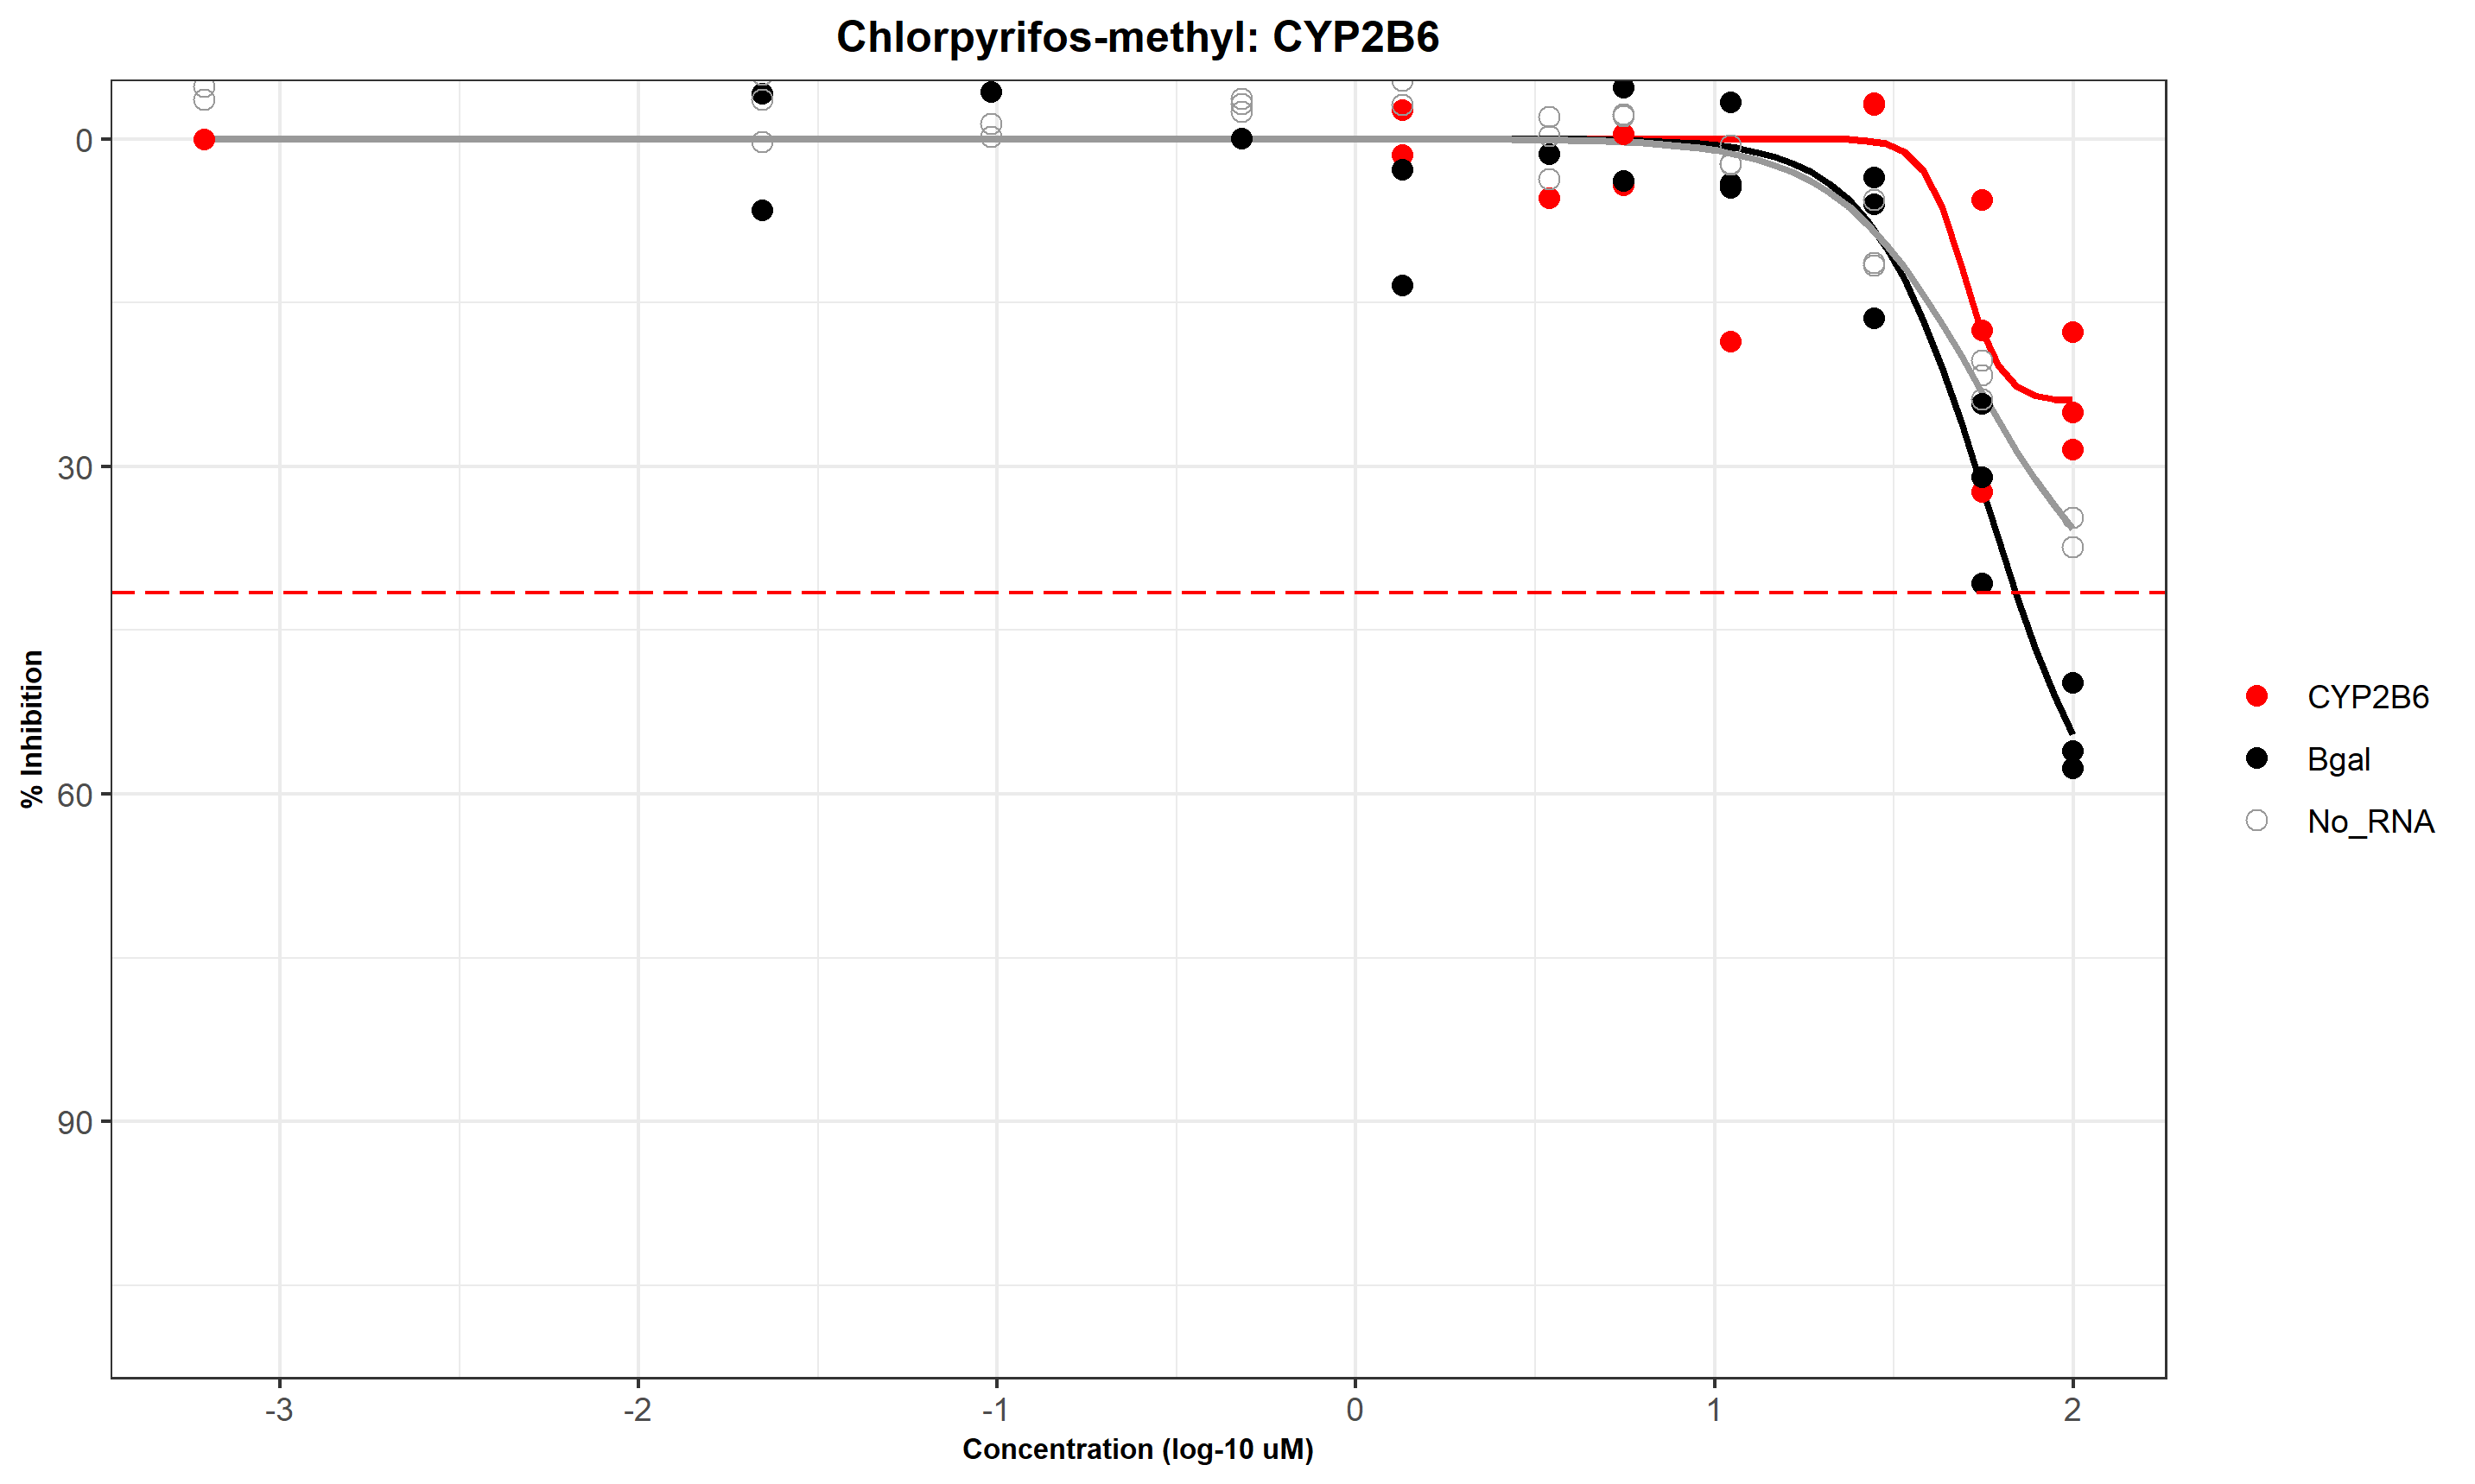 Chlorpyrifos-methyl: CYP2B6
% Inhibition
0
30
60
90
-3
-2
-1
0
1
2
Concentration (log-10 uM)
CYP2B6
Bgal
No_RNA